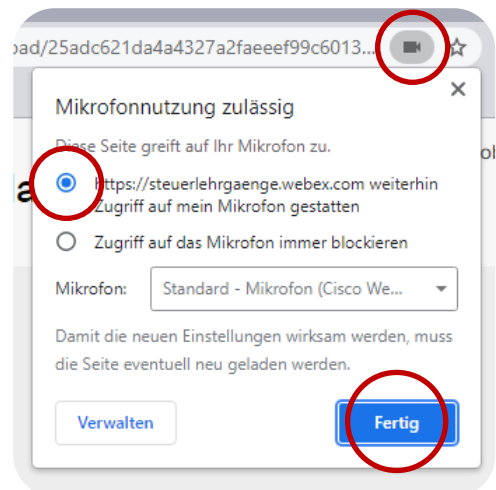 oad/25adc621da4a4327a2faeeef99c6013...
Mikrofonnutzung zulässig
Diese Seite greift auf Ihr Mikrofon zu.
https://steuerlehrgaenge.webex.com weiterhin
Zugriff auf mein Mikrofon gestatten
Zugriff auf das Mikrofon immer blockieren
Mikrofon: Standard - Mikrofon (Cisco We...
Damit die neuen Einstellungen wirksam werden, muss
die Seite eventuell neu geladen werden.
Verwalten Fertig